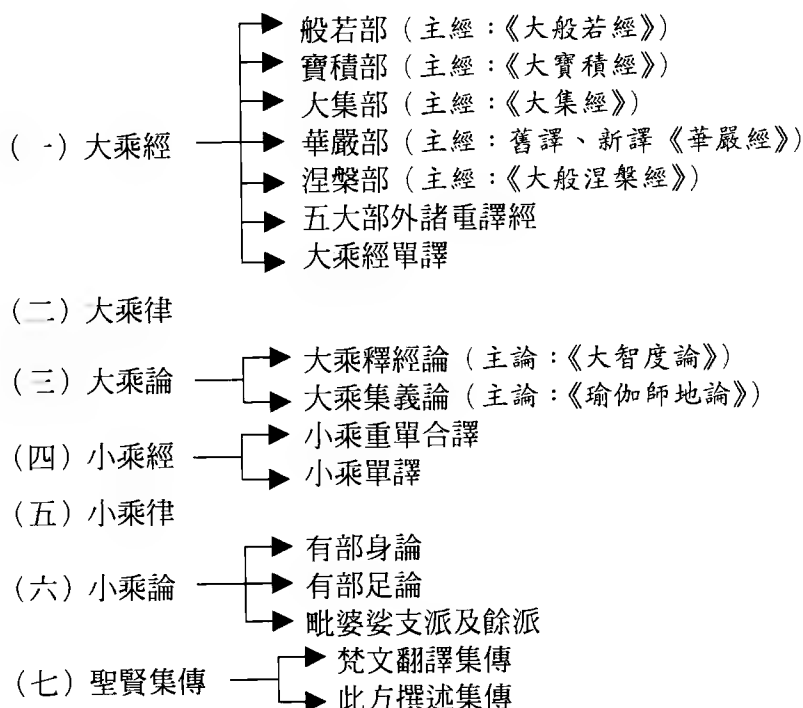 (一) 大乘經
般若部（主經：《大般若經》）
寶積部（主經：《大寶積經》）
大集部（主經：《大集經》）
華嚴部（主經：舊譯、新譯《華嚴經》）
涅槃部（主經：《大般涅槃經》）
五大部外諸重譯經
大乘經單譯
(二) 大乘律
(三) 大乘論
大乘釋經論（主論：《大智度論》）
大乘集義論（主論：《瑜伽師地論》）
(四) 小乘經
小乘重單合譯
小乘單譯
(五) 小乘律
(六) 小乘論
有部身論
有部足論
毗婆娑支派及餘派
(七) 聖賢集傳
梵文翻譯集傳
此方撰述集傳